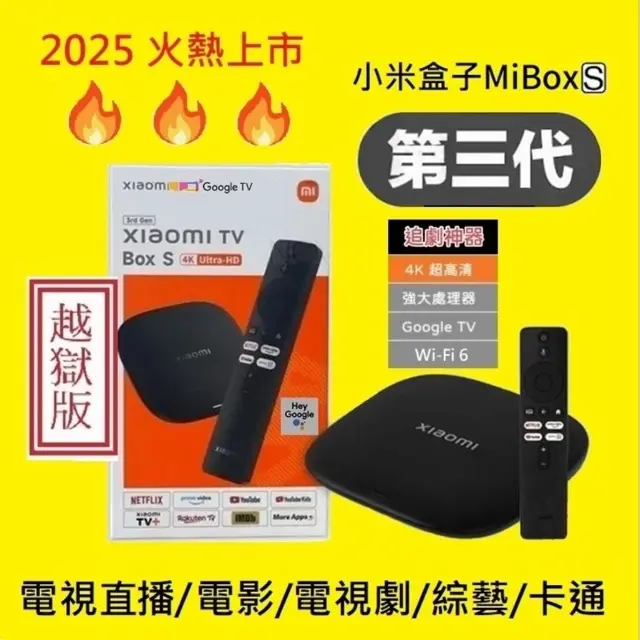 2025 火熱上市
小米盒子MiBoxS
第三代
xiaomi Google TV
mi
3rd Gen
xiaomi TV
Box S 4K Ultra-HD
xiaomi
Hey
Google
NETFLIX prime video YouTube YouTube Kids
xiaomi TV+ Rakuten TV IMDb More Apps
越獄版
追劇神器
4K 超高清
強大處理器
Google TV
Wi-Fi 6
xiaomi
電視直播/電影/電視劇/綜藝/卡通